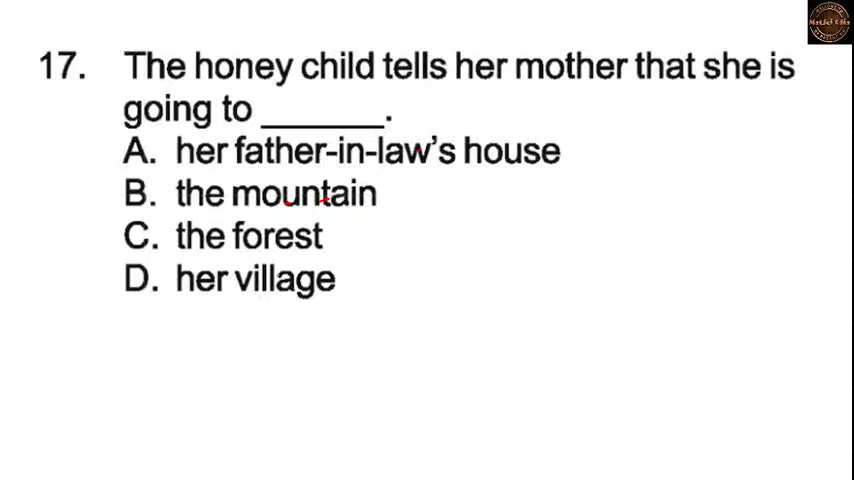 17. The honey child tells her mother that she is
going to _______.
A. her father-in-law's house
B. the mountain
C. the forest
D. her village